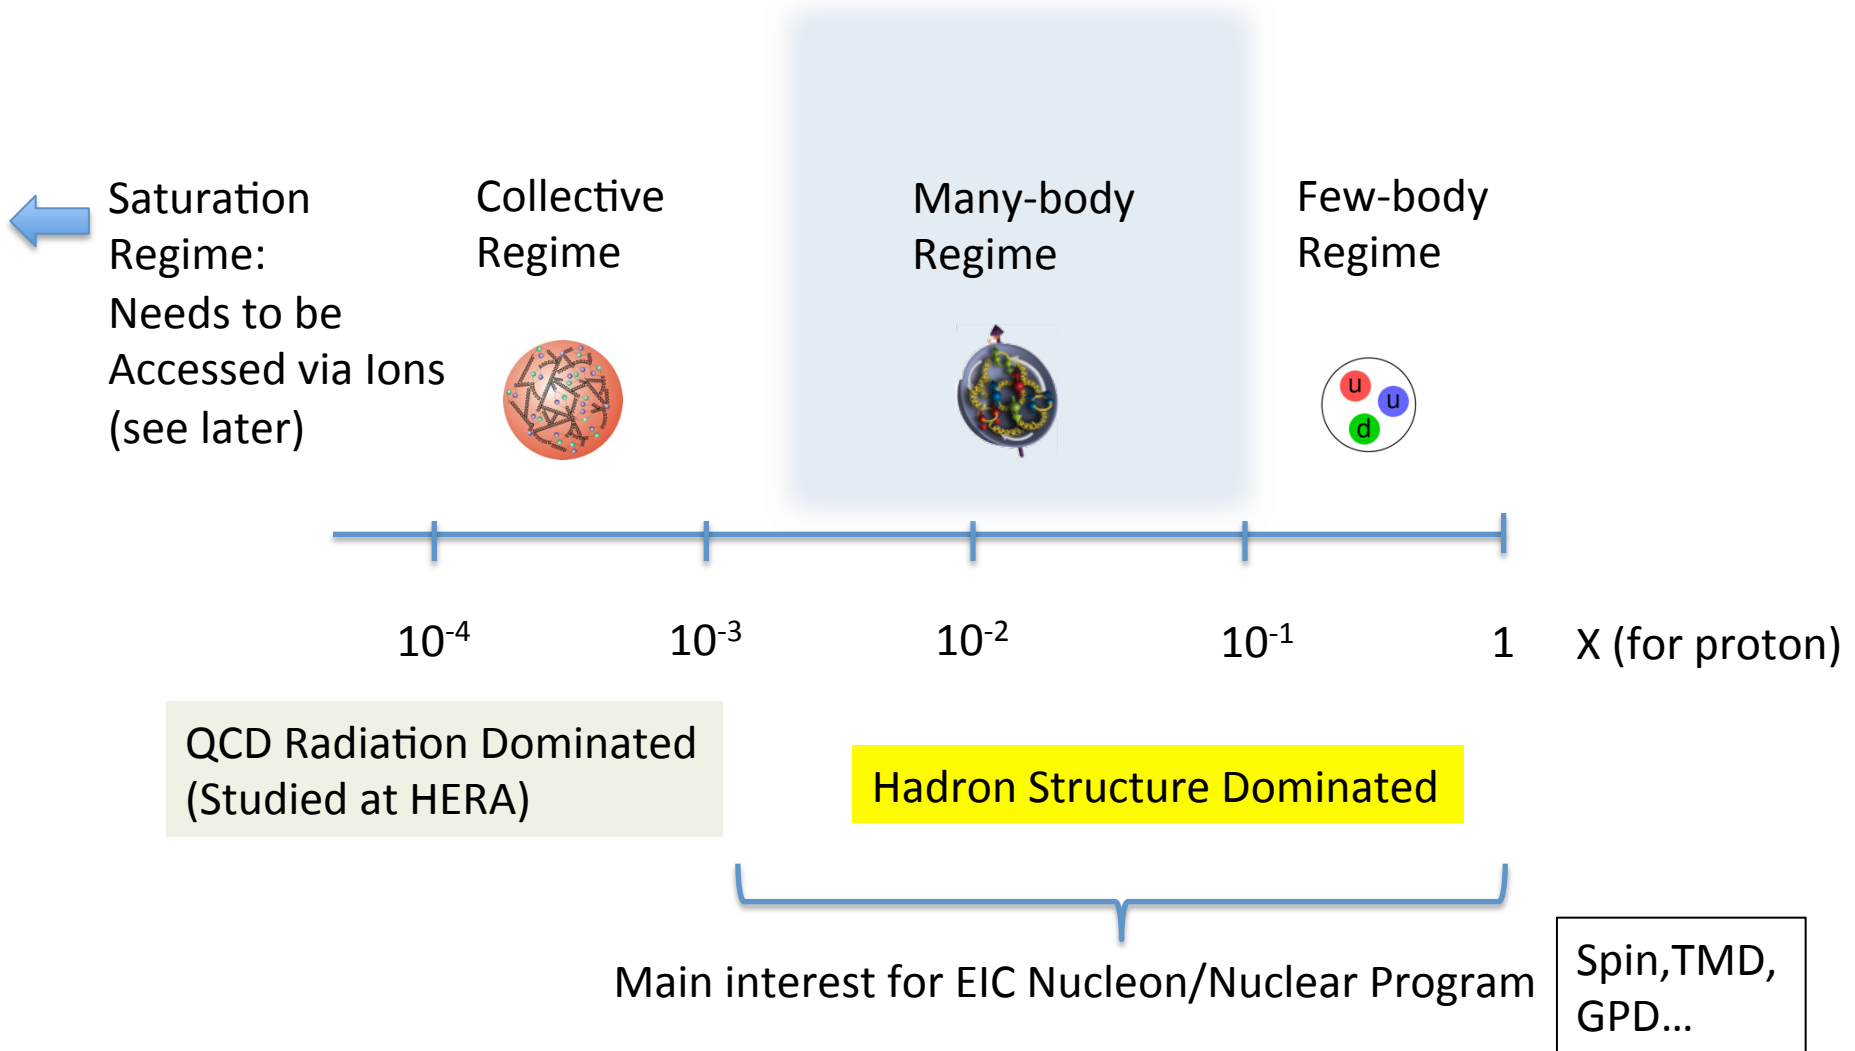 Saturation
Regime:
Needs to be
Accessed via Ions
(see later)
Collective
Regime
Many-body
Regime
Few-body
Regime
u
u
d
10-4
10-3
10-2
10-1
1
X (for proton)
QCD Radiation Dominated
(Studied at HERA)
Hadron Structure Dominated
Main interest for EIC Nucleon/Nuclear Program
Spin,TMD,
GPD...